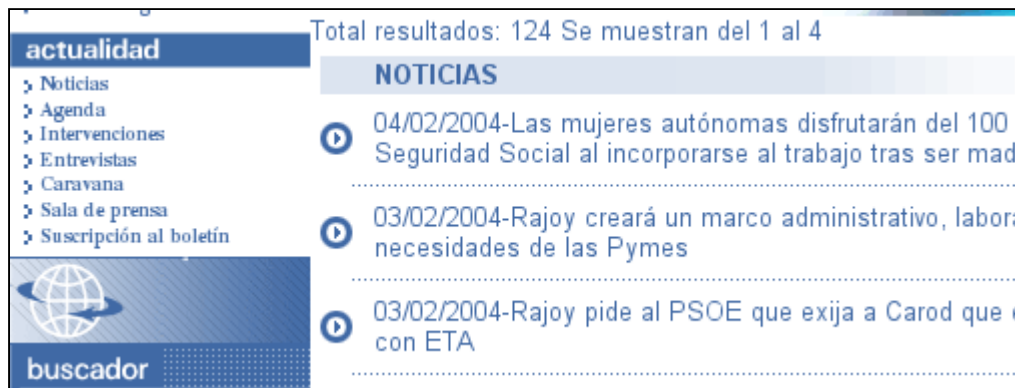 actualidad
Noticias
Agenda
Intervenciones
Entrevistas
Caravana
Sala de prensa
Suscripción al boletín
buscador
Total resultados: 124 Se muestran del 1 al 4
NOTICIAS
04/02/2004-Las mujeres autónomas disfrutarán del 100
Seguridad Social al incorporarse al trabajo tras ser
03/02/2004-Rajoy creará un marco administrativo,
necesidades de las Pymes
03/02/2004-Rajoy pide al PSOE que exija a Carod que
con ETA